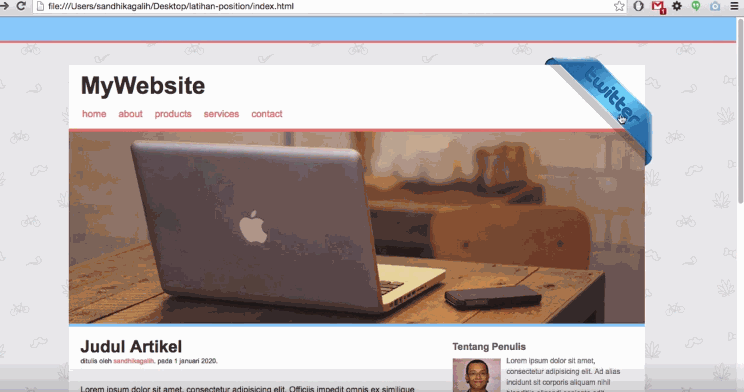 file:///Users/sandhikagalih/Desktop/latihan-position/index.html
1
MyWebsite
twitter
home about products services contact
Judul Artikel
ditulis oleh sandhikagalih, pada 1 januari 2020.
Lorem ipsum dolor sit amet, consectetur adipisicing elit. Officiis impedit omnis ex similique
Tentang Penulis
Lorem ipsum dolor sit amet,
consectetur adipisicing elit. Ad alias
incidunt sit corporis aliquam nihil